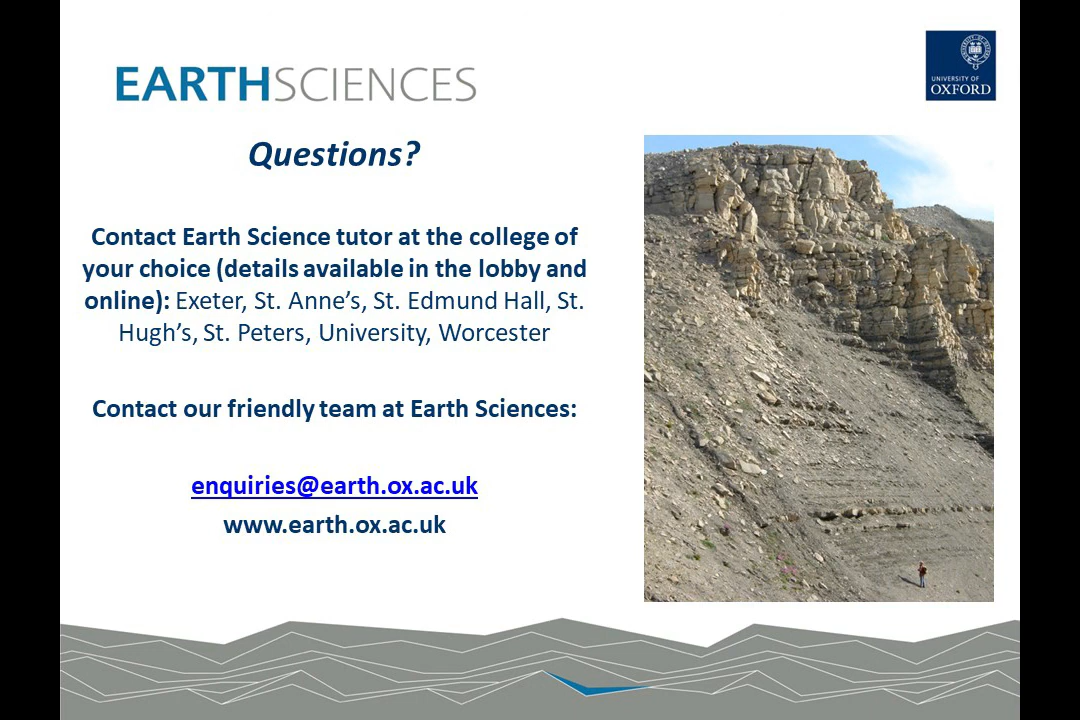 EARTHSCIENCES
UNIVERSITY OF
OXFORD
Questions?
Contact Earth Science tutor at the college of
your choice (details available in the lobby and
online): Exeter, St. Anne’s, St. Edmund Hall, St.
Hugh’s, St. Peters, University, Worcester
Contact our friendly team at Earth Sciences:
enquiries@earth.ox.ac.uk
www.earth.ox.ac.uk